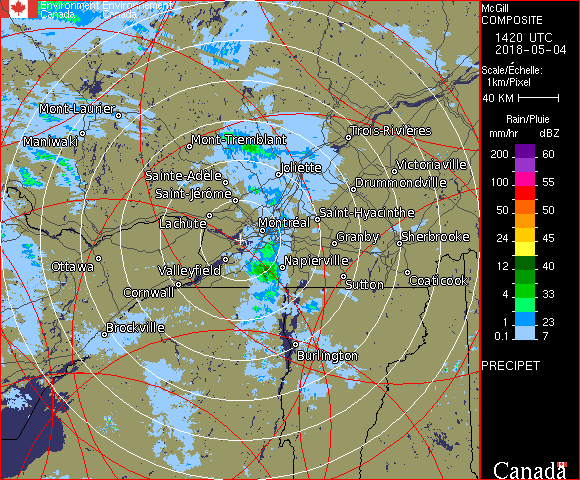 Environment Environnement
Canada Canada
McGill
COMPOSITE
1420 UTC
2018-05-04
Scale/Échelle:
1km/Pixel
40 KM
Rain/Pluie
mm/hr dBZ
200 60
100 55
50 50
24 45
12 40
4 33
1 23
0.1 7
PRECIPET
Canada
Mont-Laurier
Maniwaki
Mont-Tremblant
Trois-Rivières
Joliette
Victoriaville
Sainte-Adèle
Drummondville
Saint-Jérôme
Lachute
Montréal
Saint-Hyacinthe
Granby
Sherbrooke
Ottawa
Valleyfield
Napierville
Cornwall
Sutton
Coaticook
Brockville
Burlington